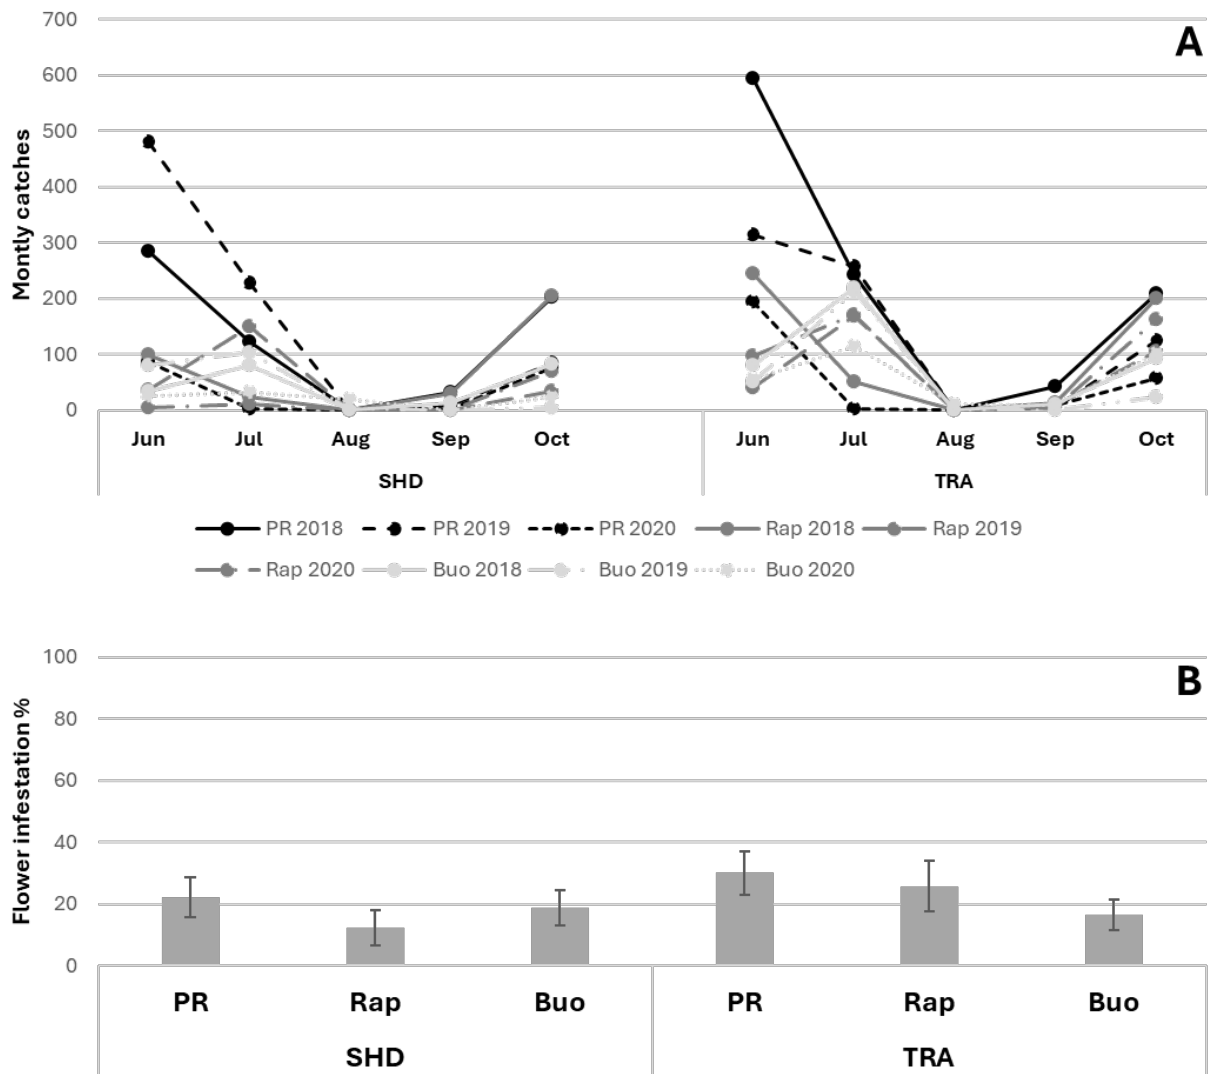 A
Montly catches
700
600
500
400
300
200
100
0
Jun Jul Aug Sep Oct Jun Jul Aug Sep Oct
SHD TRA
PR 2018 PR 2019 PR 2020 Rap 2018 Rap 2019
Rap 2020 Buo 2018 Buo 2019 Buo 2020
B
Flower infestation %
100
80
60
40
20
0
PR Rap Buo PR Rap Buo
SHD TRA